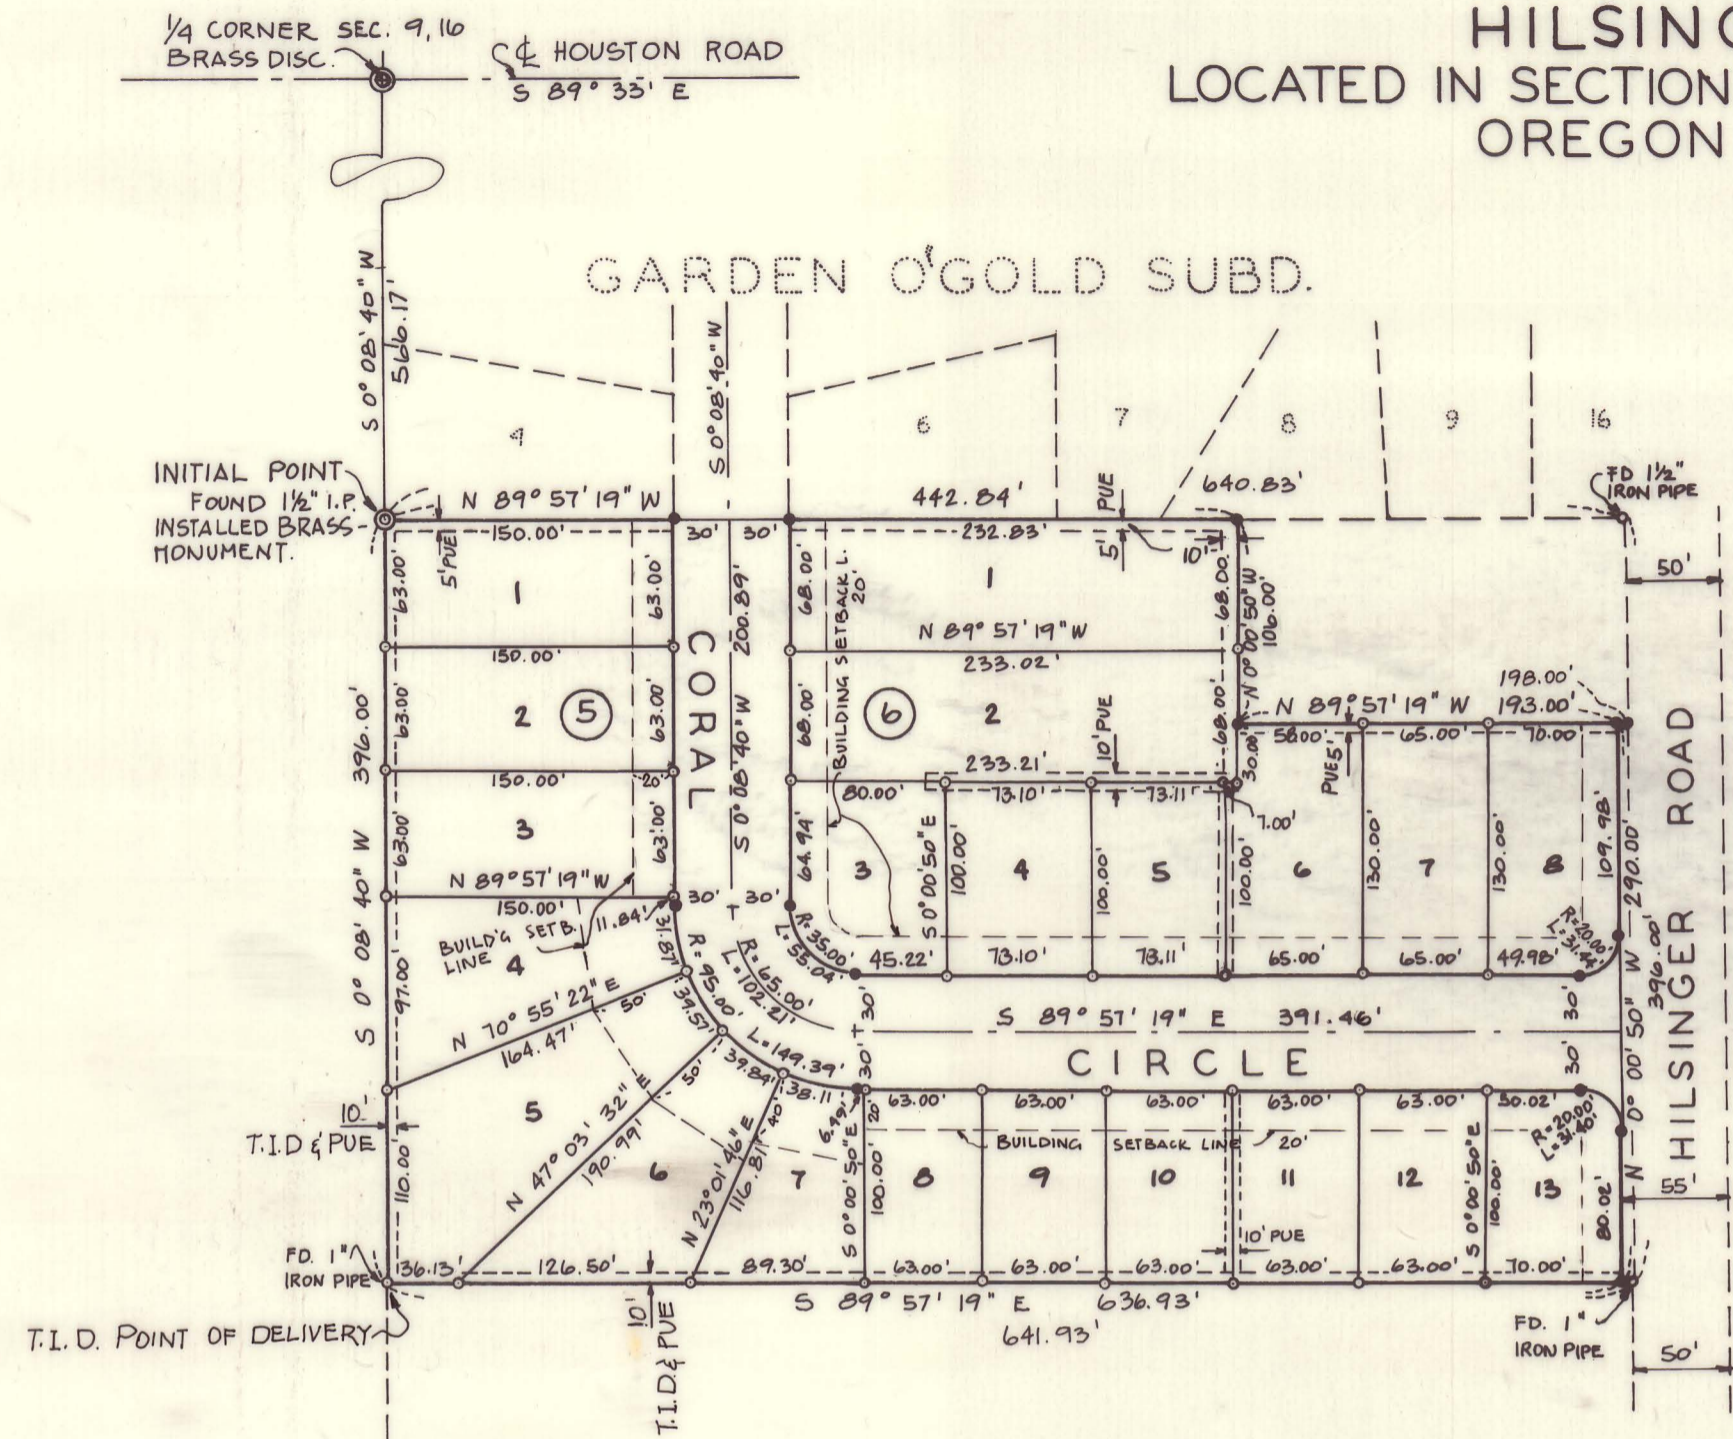 1/4 CORNER SEC. 9,16
BRASS DISC.
℄ HOUSTON ROAD
S 89° 33' E
HILSING
LOCATED IN SECTION
OREGON
S 0° 08' 40" W
566.17'
GARDEN O'GOLD SUBD.
S 0° 08' 40" W
4
6
7
8
9
16
INITIAL POINT
FOUND 1½" I.P.
INSTALLED BRASS
MONUMENT.
N 89° 57' 19" W
442.84'
640.83'
FD 1½"
IRON PIPE
150.00'
30'
30'
232.83'
5' PUE
5' PUE
10'
50'
63.00'
1
63.00'
200.89'
68.00'
BUILDING SETBACK L.
20'
1
68.00'
N 0° 00' 50" W
106.00'
150.00'
CORAL
N 89° 57' 19" W
233.02'
396.00'
63.00'
2
5
63.00'
S 0° 08' 40" W
68.00'
6
2
10' PUE
68.00'
30.00'
198.00'
N 89° 57' 19" W 193.00'
58.00'
65.00'
70.00'
PUE 5'
150.00'
20'
233.21'
80.00'
73.10'
73.11'
7.00'
63.00'
3
63.00'
64.94'
3
S 0° 00' 50" E
100.00'
4
100.00'
5
100.00'
6
130.00'
7
130.00'
8
109.98'
290.00'
HILSINGER ROAD
N 89° 57' 19" W
150.00'
11.84'
30'
30'
BUILD'G SETB.
LINE
S 0° 08' 40" W
97.00'
4
31.87'
R= 95.00'
L=149.39'
R= 65.00'
L=102.21'
R=35.00'
L=55.04'
45.22'
73.10'
73.11'
65.00'
65.00'
49.98'
R=20.00'
L=31.44'
N 0° 00' 50" W
396.00'
N 70° 55' 22" E
164.47'
50'
39.57'
30'
30'
S 89° 57' 19" E 391.46'
30'
30'
CIRCLE
10'
T.I.D & PUE
110.00'
5
N 47° 03' 32" E
190.99'
50'
39.84'
38.11
6.99'
63.00'
63.00'
63.00'
63.00'
63.00'
50.02'
R=20.00'
L=31.40'
20'
BUILDING SETBACK LINE 20'
6
N 23° 01' 46" E
116.81'
40'
7
S 0° 00' 50" E
100.00'
8
9
10
11
12
S 0° 00' 50" E
100.00'
13
80.02'
55'
10' PUE
FD. 1"
IRON PIPE
36.13'
126.50'
89.30'
63.00'
63.00'
63.00'
63.00'
63.00'
70.00'
S 89° 57' 19" E 636.93'
641.93'
T.I.D. POINT OF DELIVERY
10'
T.I.D & PUE
FD. 1"
IRON PIPE
50'